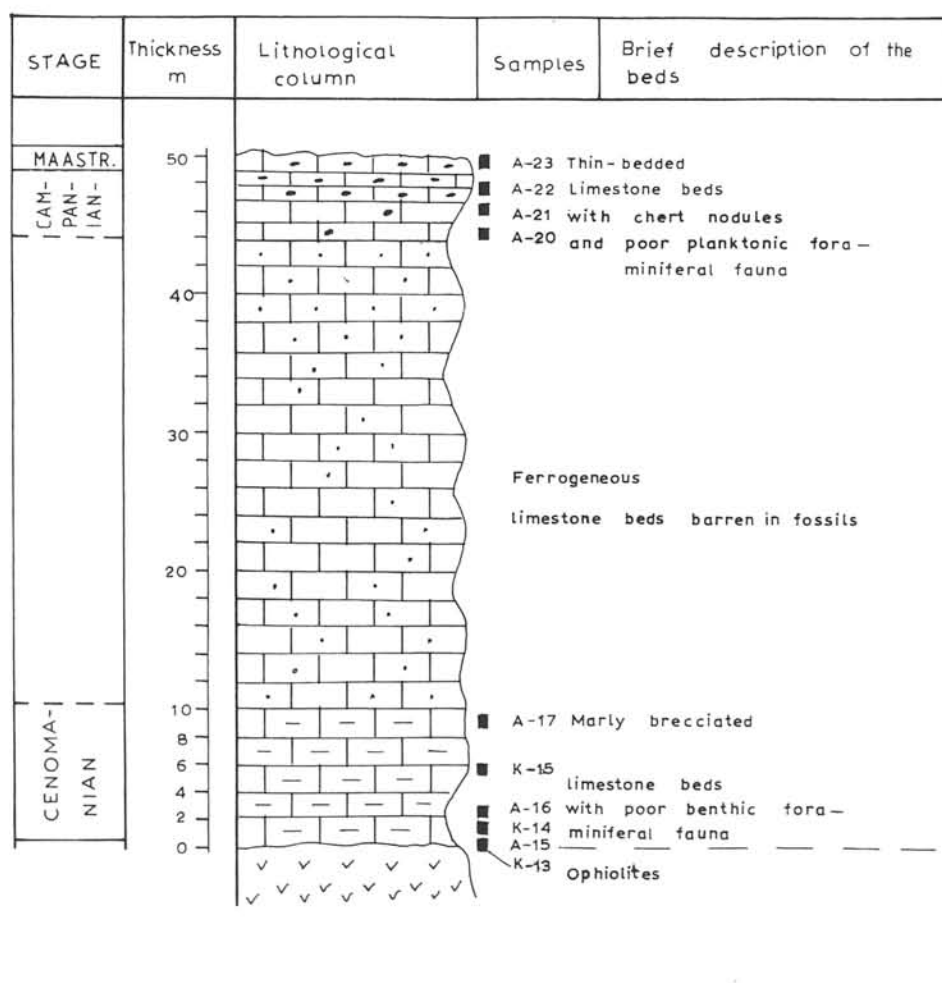 STAGE
Thickness
m
Lithological
column
Samples
Brief description of the
beds
MAASTR.
CAM-
PAN-
IAN-
CENOMA-
NIAN
50
40
30
20
10
8
6
4
2
0
A-23 Thin-bedded
A-22 Limestone beds
A-21 with chert nodules
A-20 and poor planktonic fora-
miniferal fauna
Ferrogeneous
limestone beds barren in fossils
A-17 Marly brecciated
K-15
limestone beds
A-16 with poor benthic fora-
K-14 miniferal fauna
A-15
K-13 Ophiolites